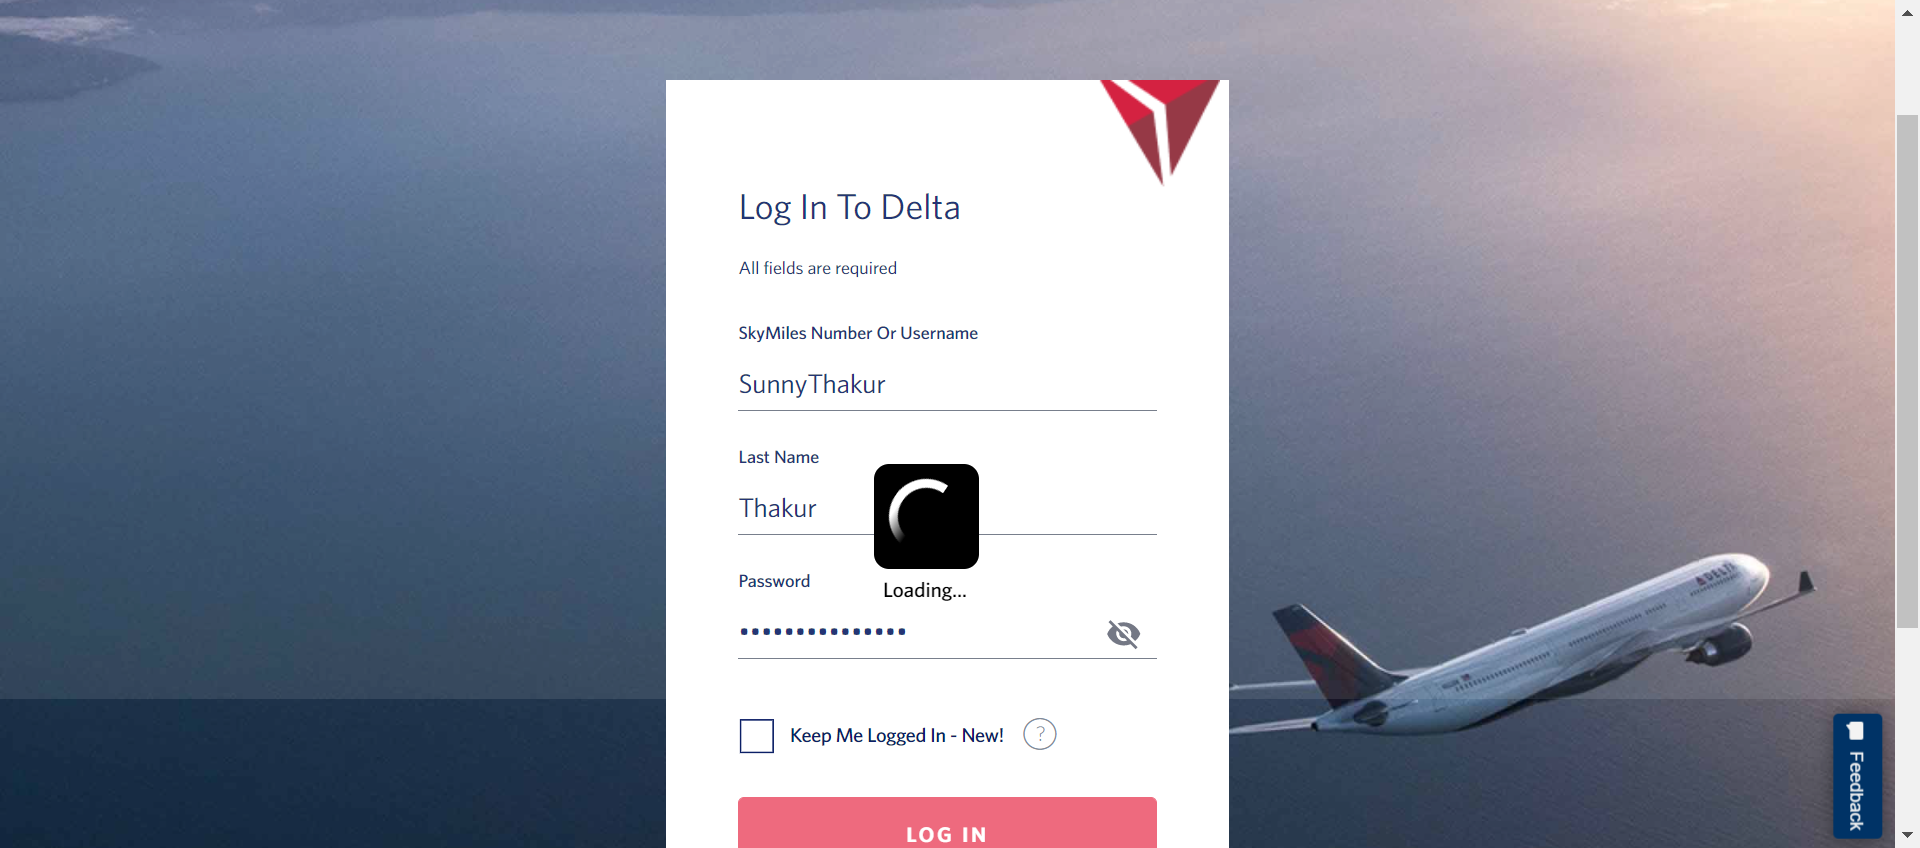 Log In To Delta
All fields are required
SkyMiles Number Or Username
SunnyThakur
Last Name
Thakur
Loading...
Password
•••••••••••••••
Keep Me Logged In - New!
?
LOG IN
DELTA
Feedback